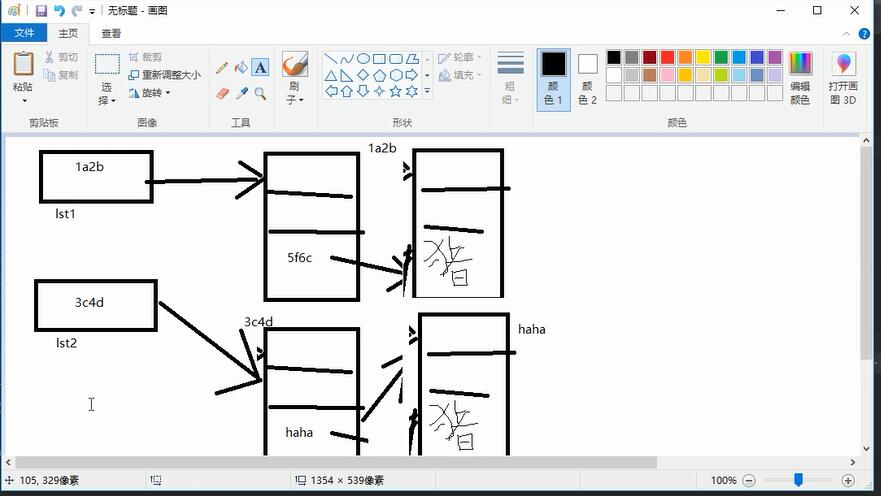 无标题 - 画图
文件
主页
查看
粘贴
剪切
复制
剪贴板
选择
裁剪
重新调整大小
旋转
图像
A
工具
刷子
形状
轮廓
填充
粗细
颜色 1
颜色 2
颜色
编辑颜色
打开画图 3D
1a2b
1a2b
lst1
5f6c
3c4d
3c4d
haha
lst2
haha
105, 329像素
1354 × 539像素
100%